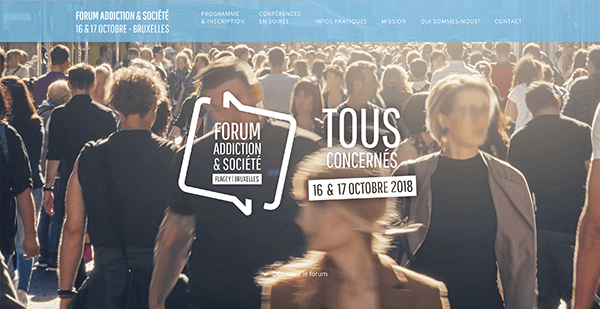 FORUM ADDICTION & SOCIÉTÉ
16 & 17 OCTOBRE - BRUXELLES
PROGRAMME
& INSCRIPTION
CONFÉRENCES
EN SOIRÉE
INFOS PRATIQUES
MISSION
QUI SOMMES-NOUS?
CONTACT
FORUM
ADDICTION
& SOCIÉTÉ
FLAGEY | BRUXELLES
TOUS
CONCERNÉS
16 & 17 OCTOBRE 2018
le forum